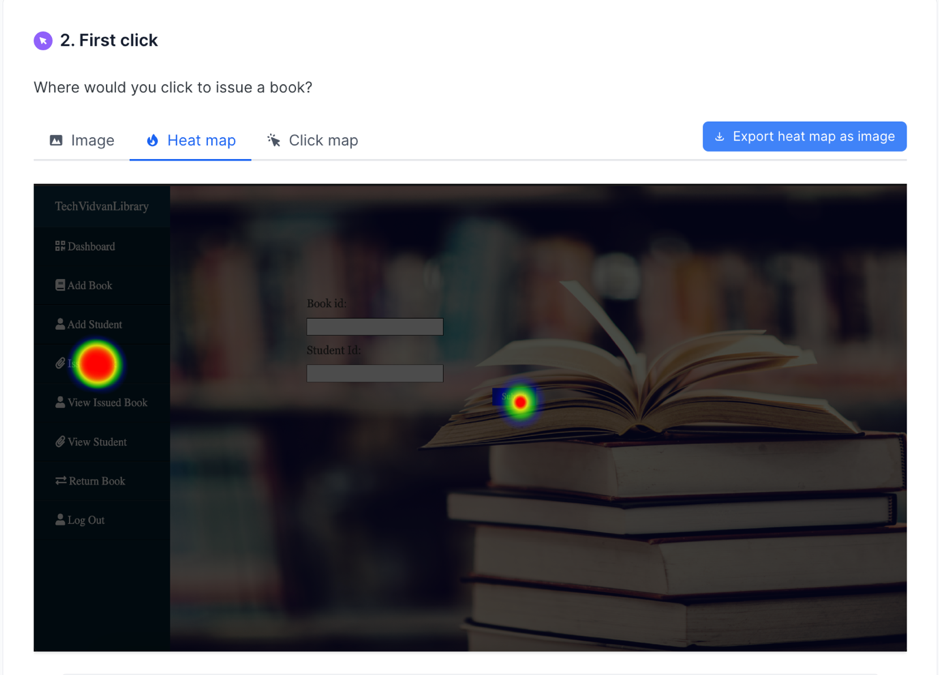 2. First click
Where would you click to issue a book?
Image
Heat map
Click map
Export heat map as image
TechVidvanLibrary
Dashboard
Add Book
Add Student
View Issued Book
View Student
Return Book
Log Out
Book id:
Student Id: